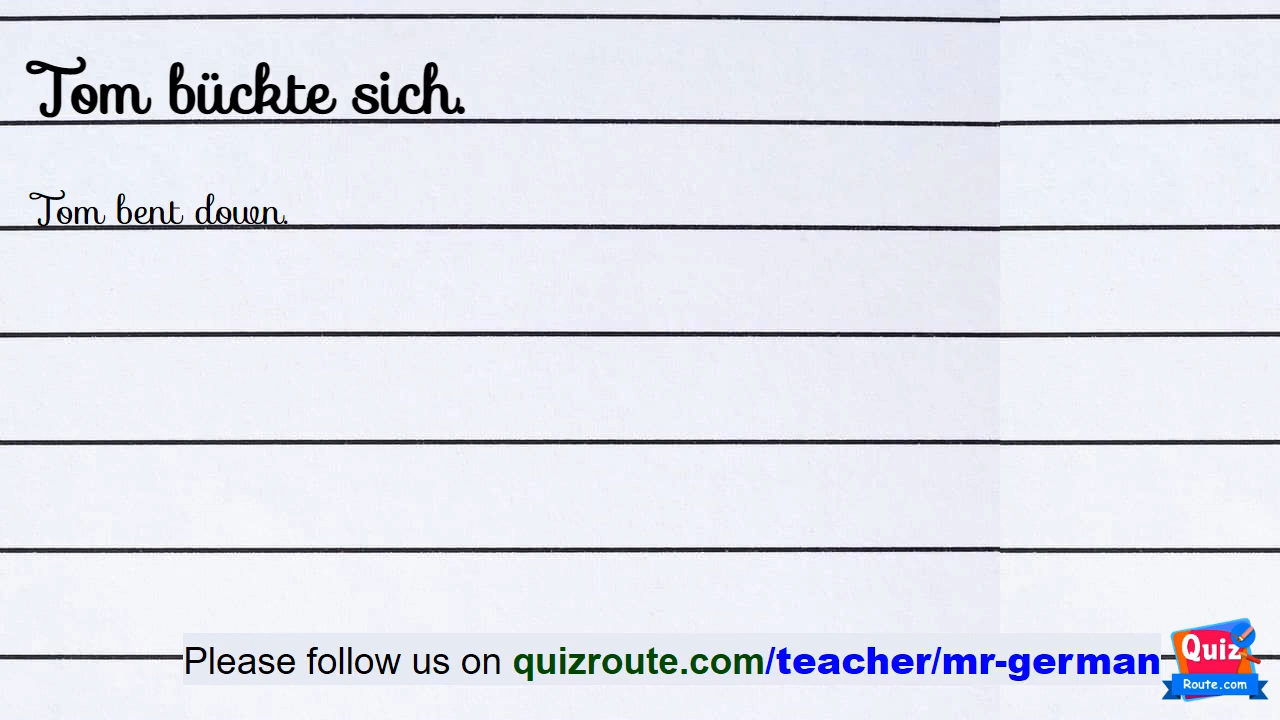 Tom bückte sich.
Tom bent down.
Please follow us on quizroute.com/teacher/mr-german
Quiz
Route.com